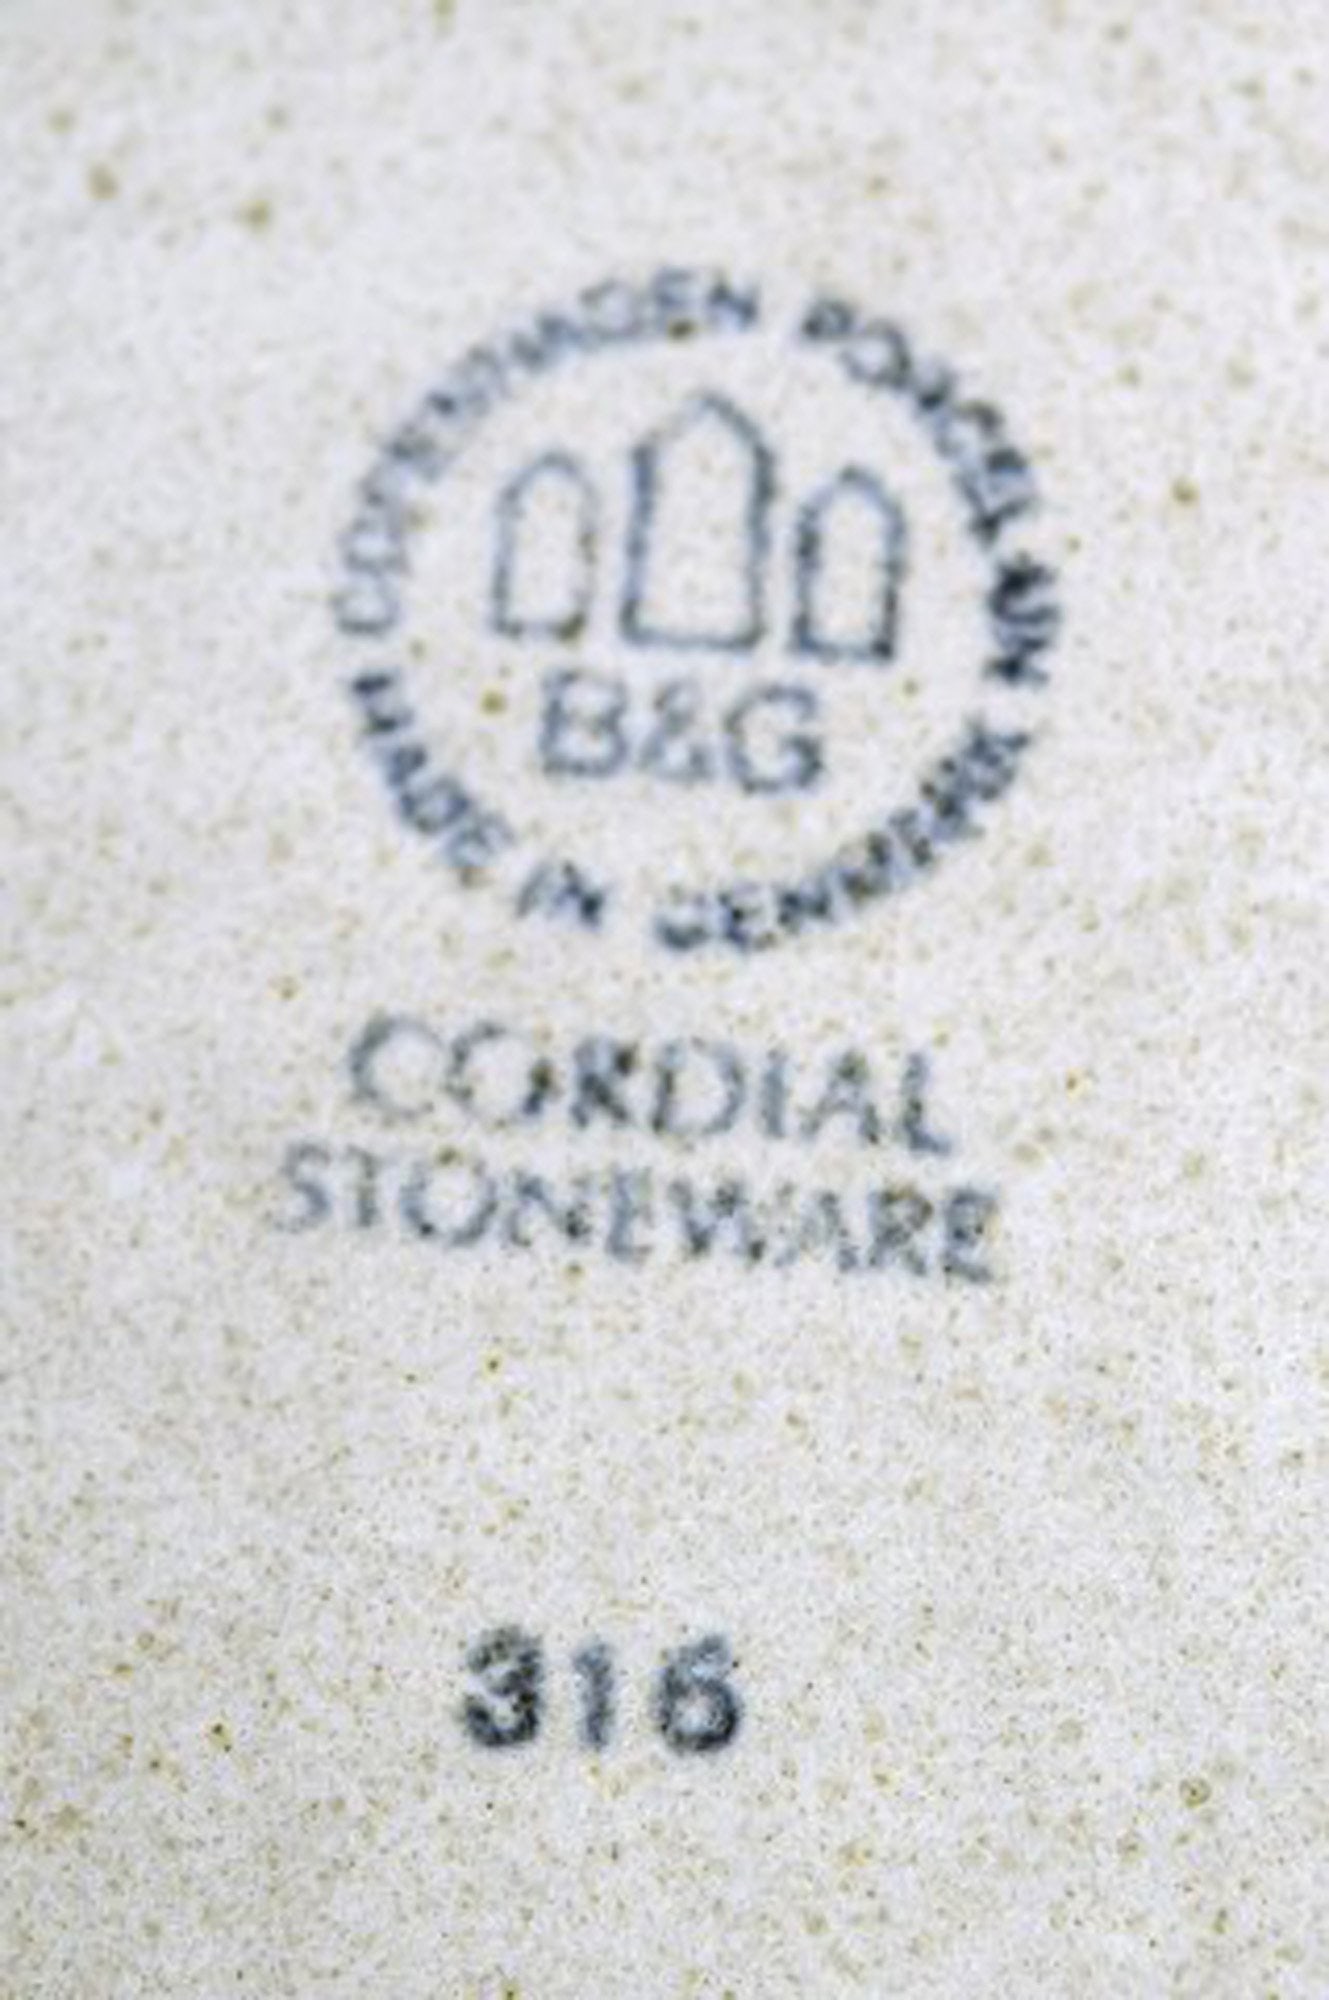 COPENHAGEN PORCELAIN
MADE IN DENMARK
B&G
CORDIAL
STONEWARE
316